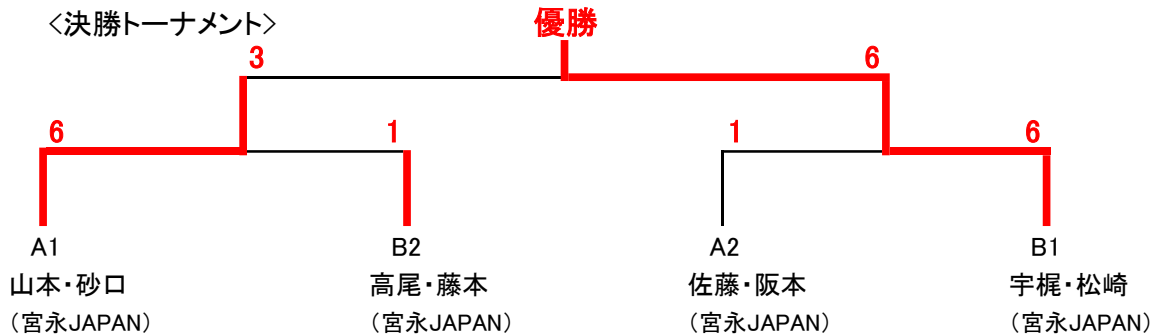 <決勝トーナメント>
優勝
3 6
6 1 1 6
A1 B2 A2 B1
山本・砂口 高尾・藤本 佐藤・阪本 宇梶・松崎
(宮永JAPAN) (宮永JAPAN) (宮永JAPAN) (宮永JAPAN)